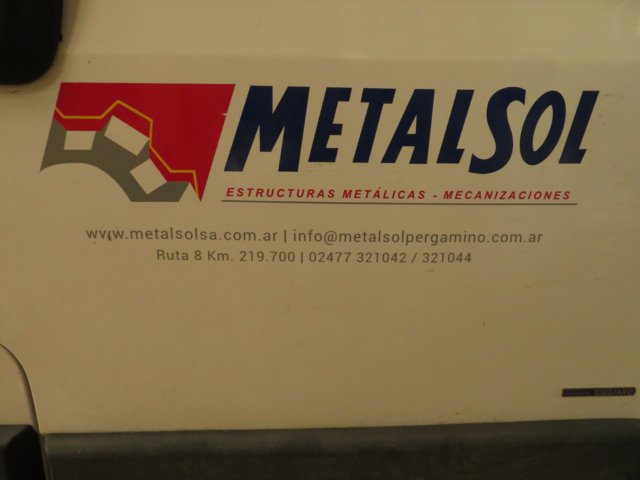 METALSOL
ESTRUCTURAS METÁLICAS - MECANIZACIONES
www.metalsolsa.com.ar | info@metalsolpergamino.com.ar
Ruta 8 Km. 219.700 | 02477 321042 / 321044